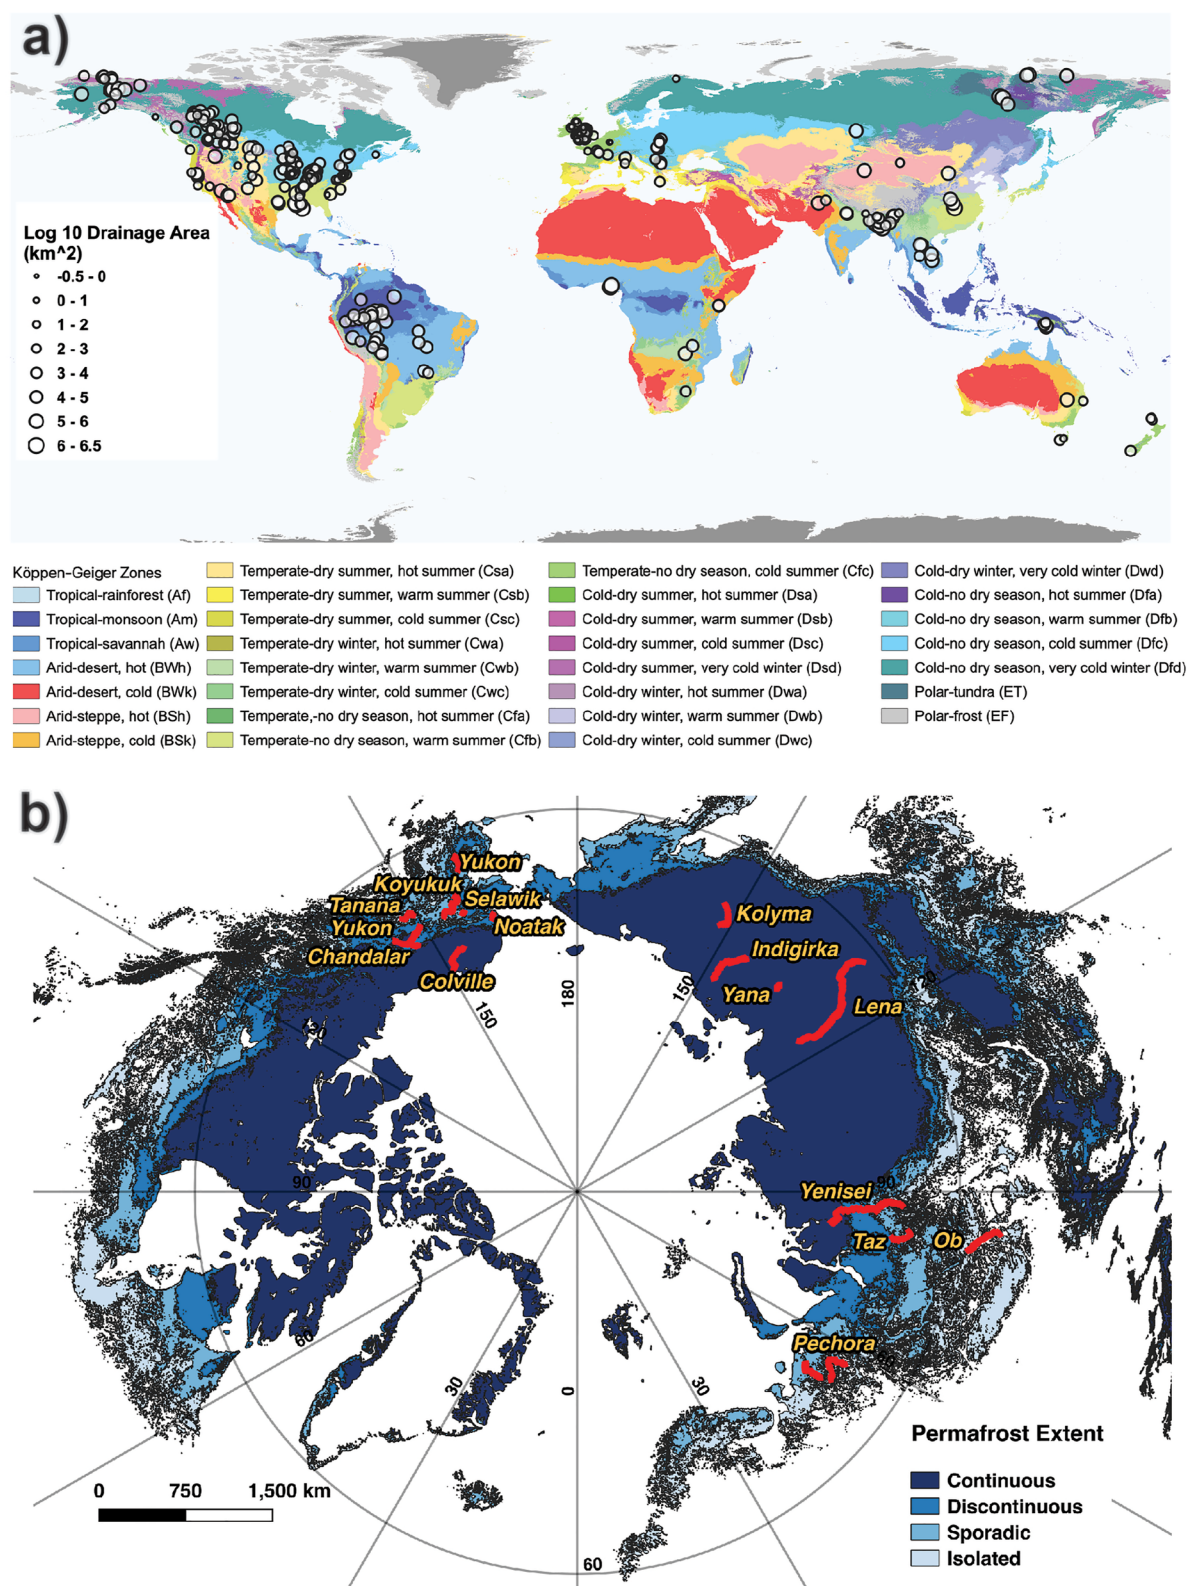 a)
Log 10 Drainage Area
(km^2)
-0.5 - 0
0 - 1
1 - 2
2 - 3
3 - 4
4 - 5
5 - 6
6 - 6.5
Köppen-Geiger Zones
Tropical-rainforest (Af)
Tropical-monsoon (Am)
Tropical-savannah (Aw)
Arid-desert, hot (BWh)
Arid-desert, cold (BWk)
Arid-steppe, hot (BSh)
Arid-steppe, cold (BSk)
Temperate-dry summer, hot summer (Csa)
Temperate-dry summer, warm summer (Csb)
Temperate-dry summer, cold summer (Csc)
Temperate-dry winter, hot summer (Cwa)
Temperate-dry winter, warm summer (Cwb)
Temperate-dry winter, cold summer (Cwc)
Temperate,-no dry season, hot summer (Cfa)
Temperate-no dry season, warm summer (Cfb)
Temperate-no dry season, cold summer (Cfc)
Cold-dry summer, hot summer (Dsa)
Cold-dry summer, warm summer (Dsb)
Cold-dry summer, cold summer (Dsc)
Cold-dry summer, very cold winter (Dsd)
Cold-dry winter, hot summer (Dwa)
Cold-dry winter, warm summer (Dwb)
Cold-dry winter, cold summer (Dwc)
Cold-dry winter, very cold winter (Dwd)
Cold-no dry season, hot summer (Dfa)
Cold-no dry season, warm summer (Dfb)
Cold-no dry season, cold summer (Dfc)
Cold-no dry season, very cold winter (Dfd)
Polar-tundra (ET)
Polar-frost (EF)
b)
Yukon
Koyukuk
Selawik
Tanana
Yukon
Noatak
Chandalar
Colville
Kolyma
Indigirka
Yana
Lena
150
180
150
120
120
90
90
Yenisei
Taz
Ob
Pechora
60
60
30
0
30
60
0 750 1,500 km
Permafrost Extent
Continuous
Discontinuous
Sporadic
Isolated